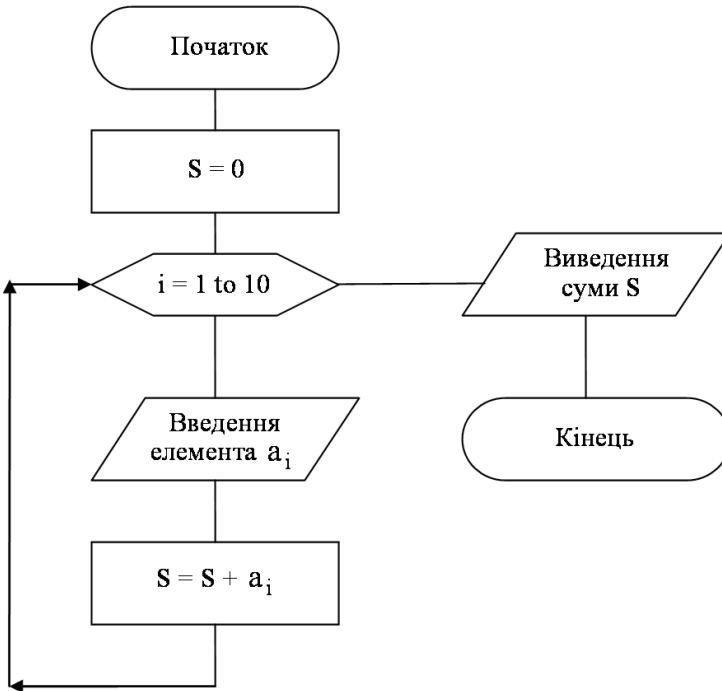 Початок
S = 0
i = 1 to 10
Введення
елемента a i
S = S + a i
Виведення
суми S
Кінець